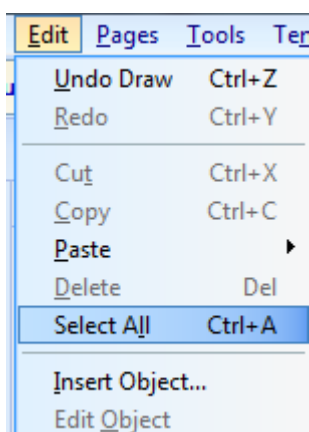 Edit Pages Tools
Undo Draw Ctrl+Z
Redo Ctrl+Y
Cut Ctrl+X
Copy Ctrl+C
Paste
Delete Del
Select All Ctrl+A
Insert Object...
Edit Object